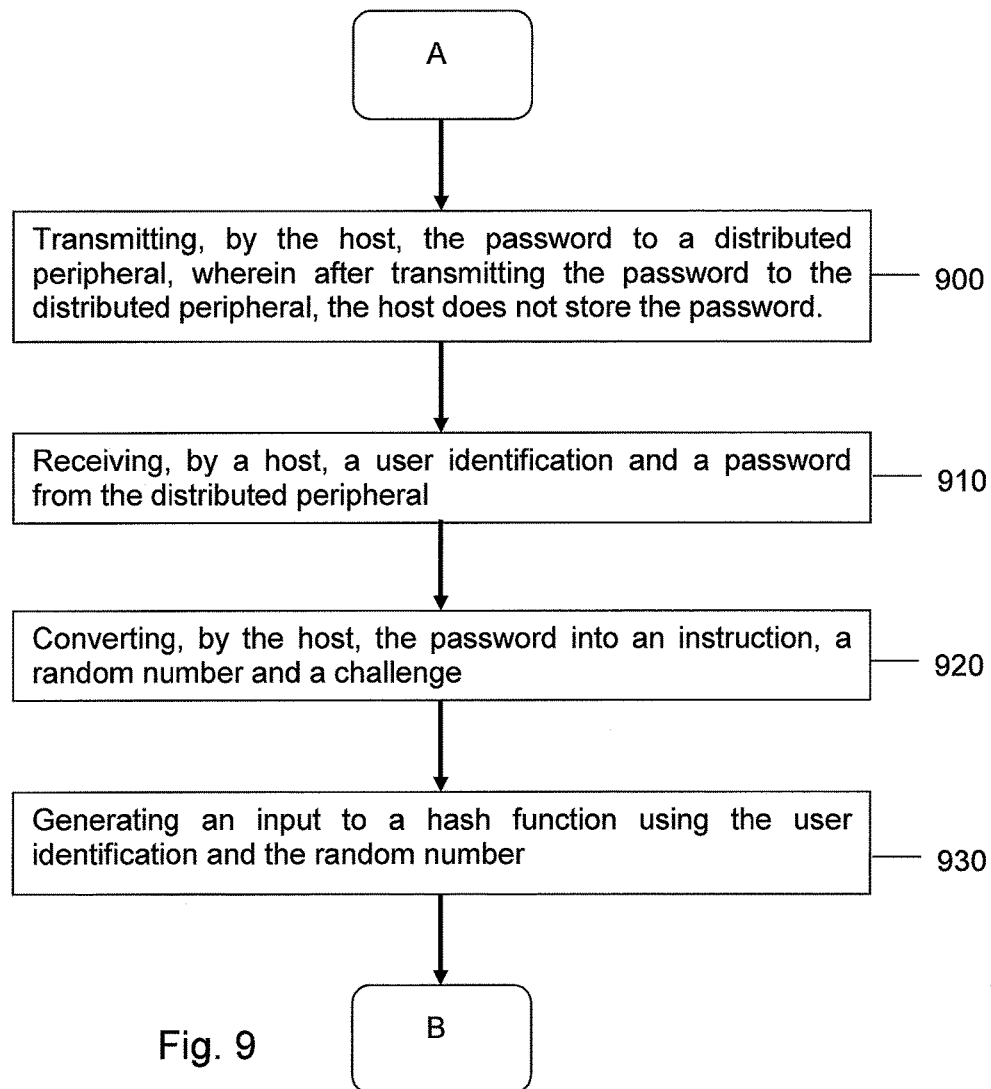 A
Transmitting, by the host, the password to a distributed
peripheral, wherein after transmitting the password to the
distributed peripheral, the host does not store the password.
900
Receiving, by a host, a user identification and a password
from the distributed peripheral
910
Converting, by the host, the password into an instruction, a
random number and a challenge
920
Generating an input to a hash function using the user
identification and the random number
930
B
Fig. 9